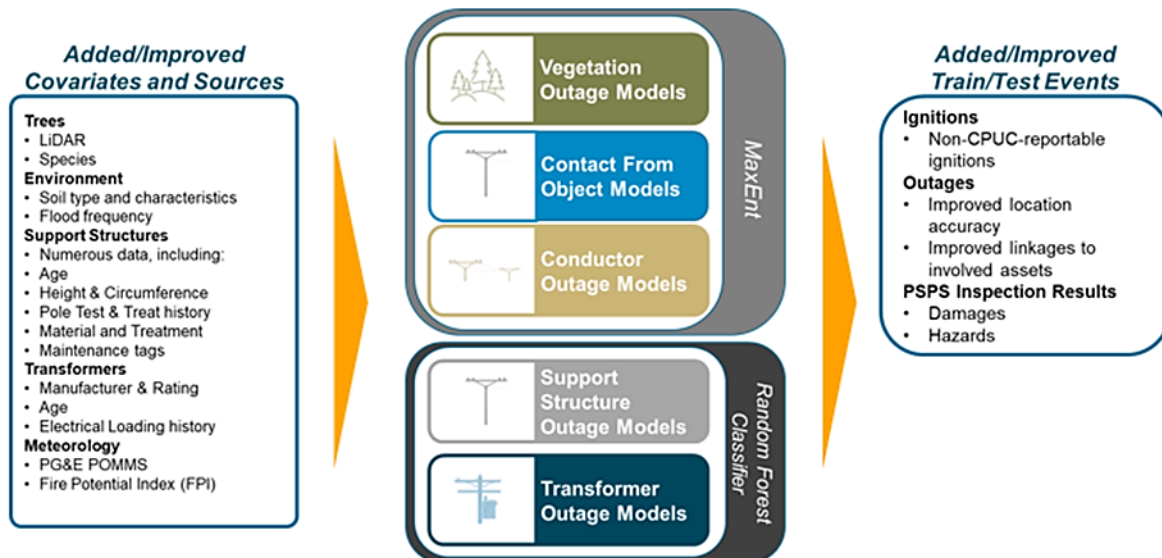 Added/Improved
Covariates and Sources
Trees
• LiDAR
• Species
Environment
• Soil type and characteristics
• Flood frequency
Support Structures
• Numerous data, including:
• Age
• Height & Circumference
• Pole Test & Treat history
• Material and Treatment
• Maintenance tags
Transformers
• Manufacturer & Rating
• Age
• Electrical Loading history
Meteorology
• PG&E POMMS
• Fire Potential Index (FPI)
Vegetation
Outage Models
Contact From
Object Models
Conductor
Outage Models
MaxEnt
Support
Structure
Outage Models
Transformer
Outage Models
Random Forest
Classifier
Added/Improved
Train/Test Events
Ignitions
• Non-CPUC-reportable
ignitions
Outages
• Improved location
accuracy
• Improved linkages to
involved assets
PSPS Inspection Results
• Damages
• Hazards